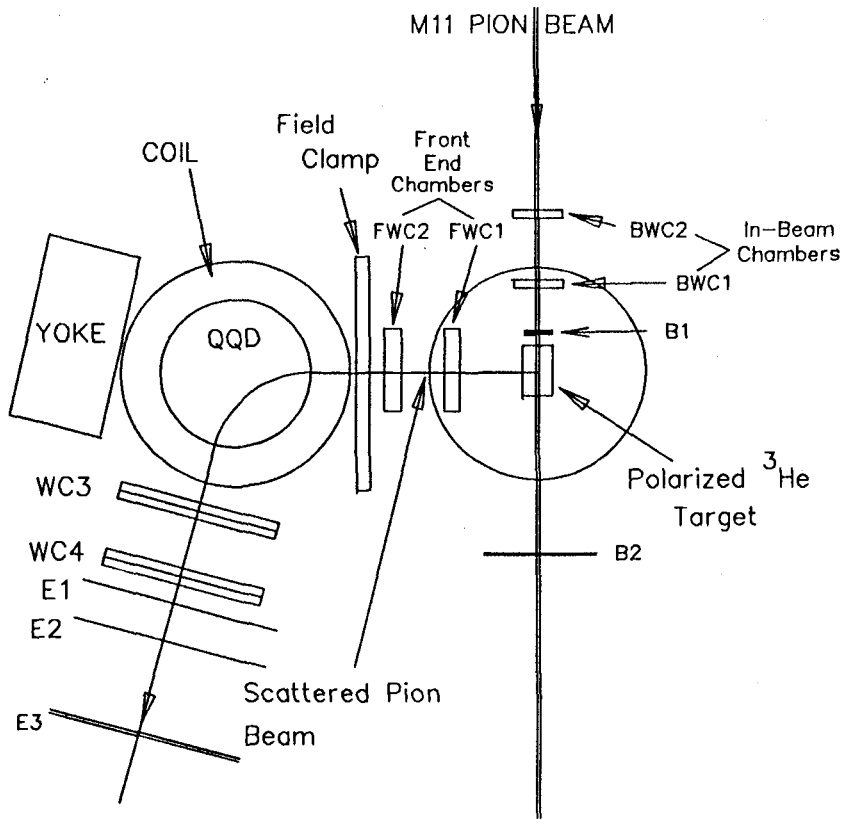 M11 PION BEAM
Field
Clamp
Front
End
Chambers
COIL
FWC2
FWC1
BWC2
In-Beam
Chambers
BWC1
YOKE
QQD
B1
WC3
Polarized ³He
Target
WC4
B2
E1
E2
Scattered Pion
Beam
E3